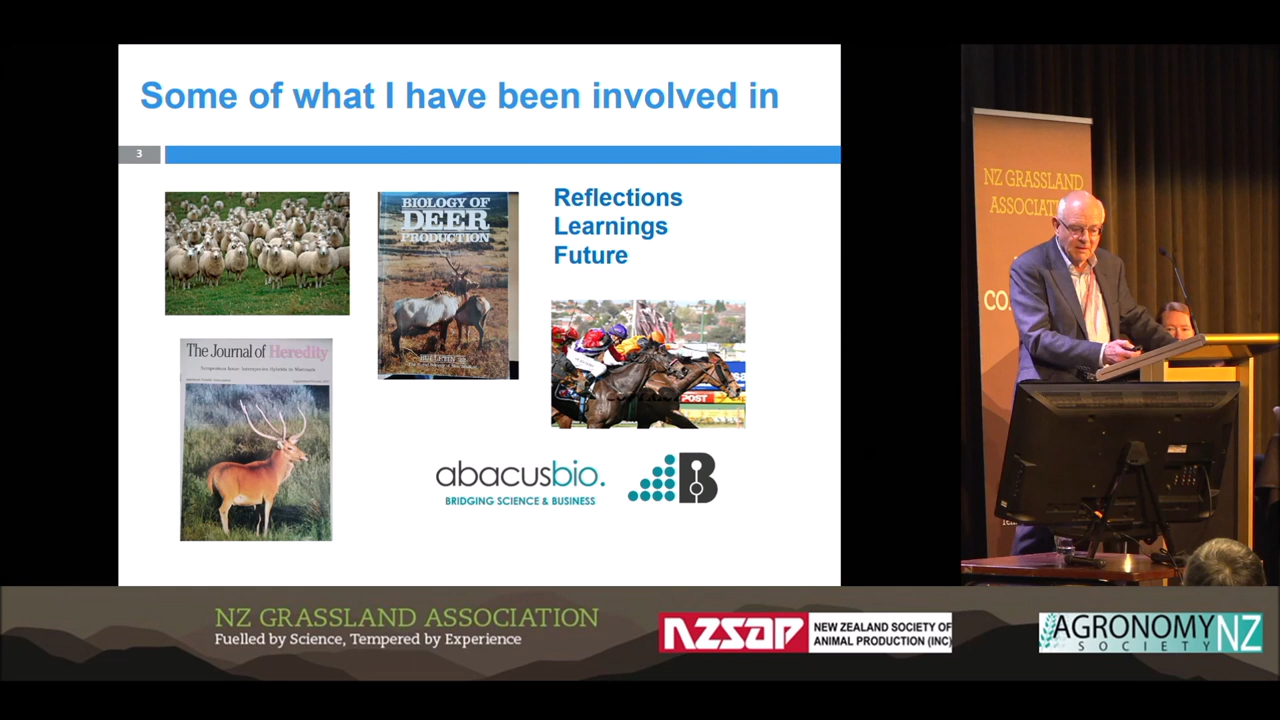 Some of what I have been involved in
3
BIOLOGY OF
DEER
PRODUCTION
BULLETIN
Reflections
Learnings
Future
The Journal of Heredity
POST
abacusbio.
BRIDGING SCIENCE & BUSINESS
B
NZ GRASSLAND
CO
NZ GRASSLAND ASSOCIATION
Fuelled by Science, Tempered by Experience
NZSAP
NEW ZEALAND SOCIETY OF
ANIMAL PRODUCTION (INC)
AGRONOMY NZ
SOCIETY